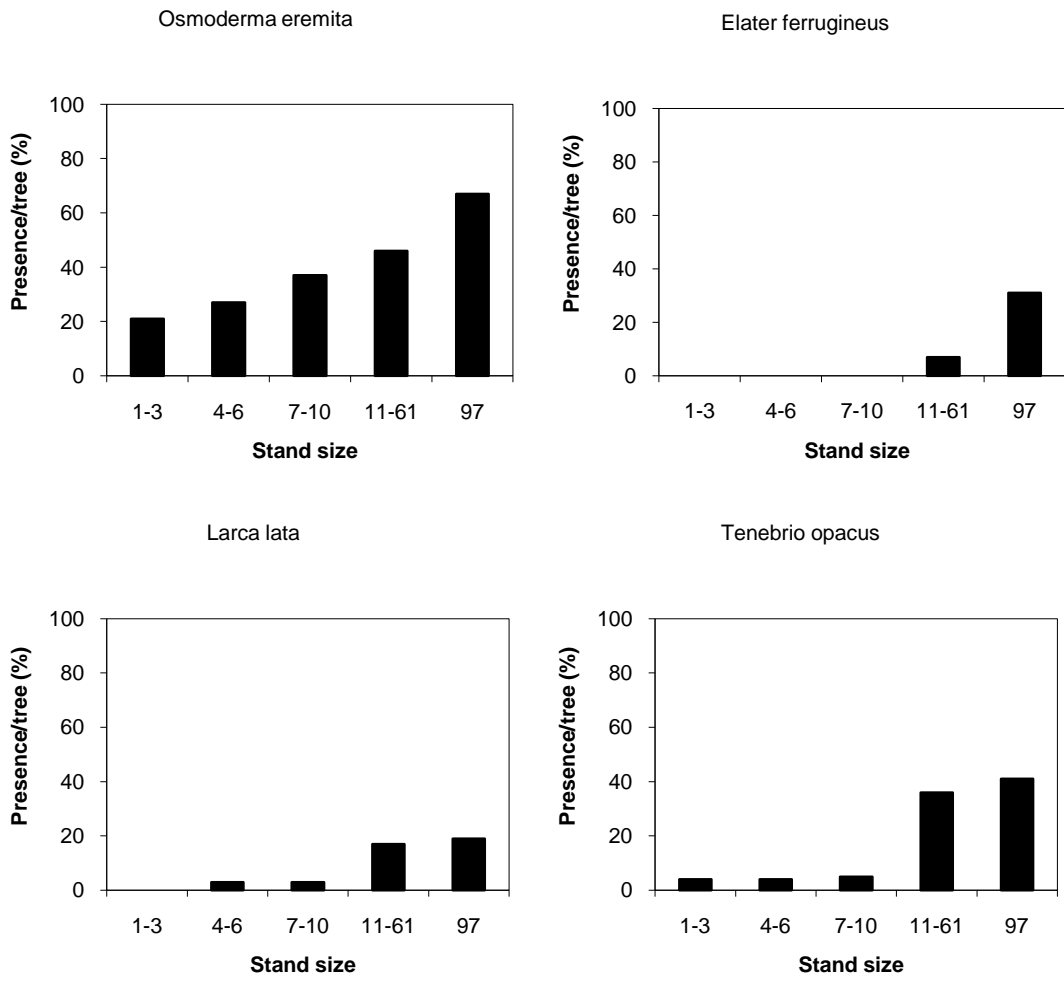 Osmoderma eremita
Presence/tree (%)
100
80
60
40
20
0
1-3 4-6 7-10 11-61 97
Stand size
Elater ferrugineus
Presence/tree (%)
100
80
60
40
20
0
1-3 4-6 7-10 11-61 97
Stand size
Larca lata
Presence/tree (%)
100
80
60
40
20
0
1-3 4-6 7-10 11-61 97
Stand size
Tenebrio opacus
Presence/tree (%)
100
80
60
40
20
0
1-3 4-6 7-10 11-61 97
Stand size